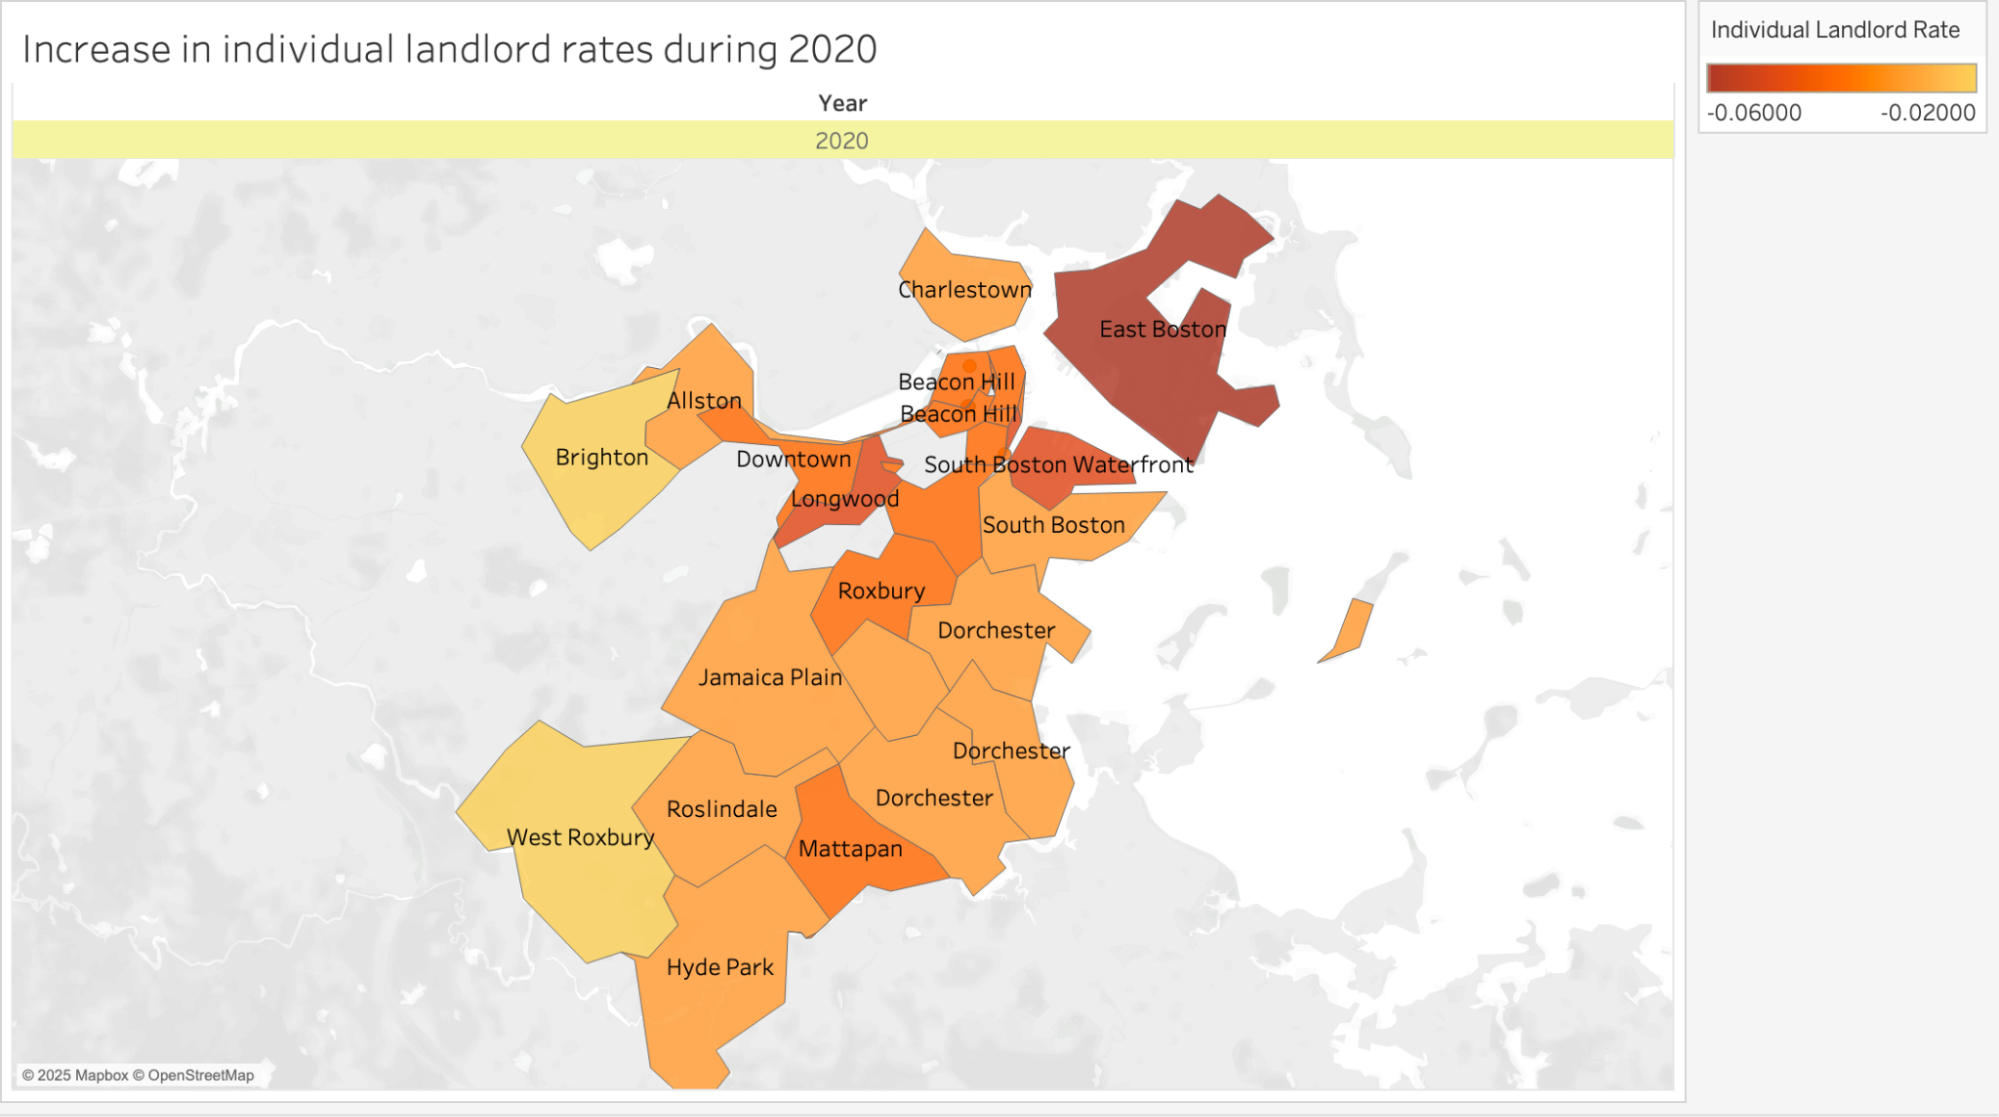 Increase in individual landlord rates during 2020
Individual Landlord Rate
-0.06000 -0.02000
Year
2020
Charlestown
East Boston
Beacon Hill
Allston
Beacon Hill
Brighton
Downtown
South Boston Waterfront
Longwood
South Boston
Roxbury
Dorchester
Jamaica Plain
Dorchester
Dorchester
Roslindale
West Roxbury
Mattapan
Hyde Park
© 2025 Mapbox © OpenStreetMap